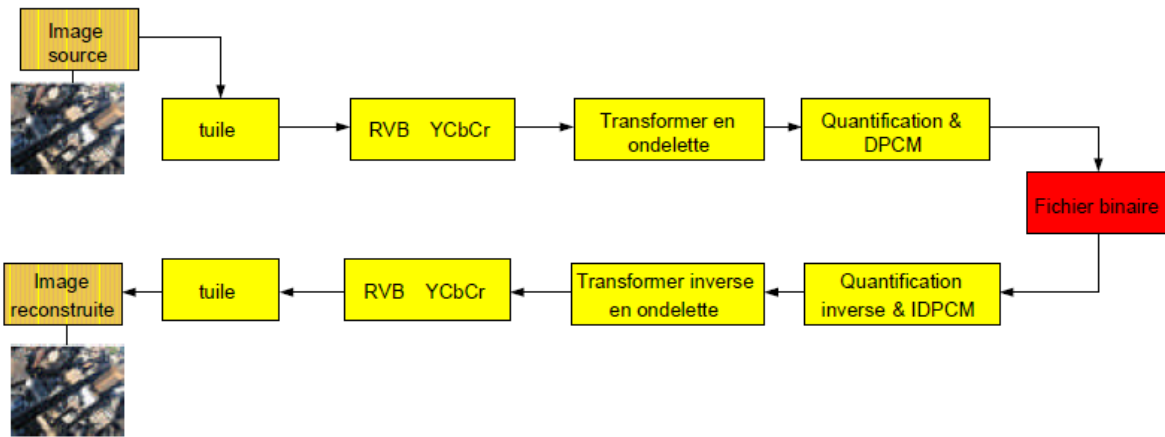 Image
source
tuile
RVB YCbCr
Transformer en
ondelette
Quantification &
DPCM
Fichier binaire
Image
reconstruite
tuile
RVB YCbCr
Transformer inverse
en ondelette
Quantification
inverse & IDPCM